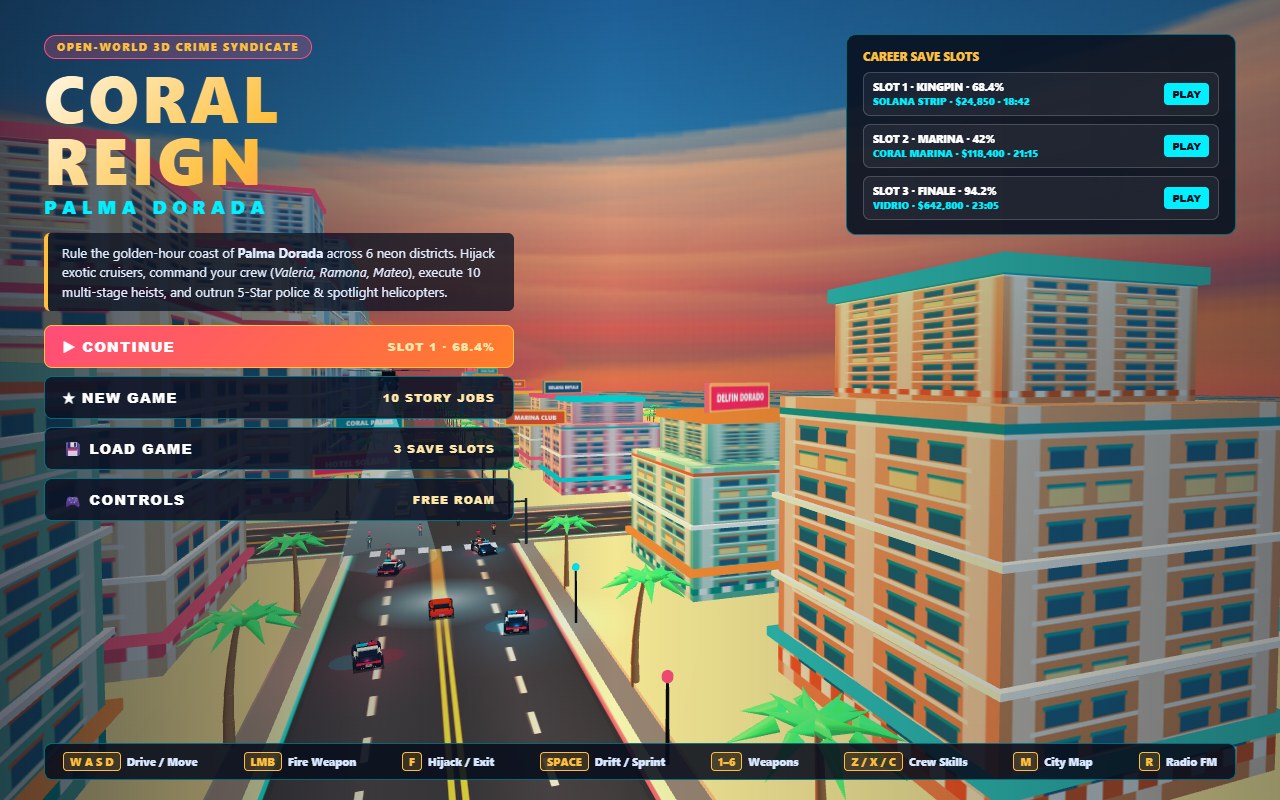 OPEN-WORLD 3D CRIME SYNDICATE
CORAL
REIGN
PALMA DORADA
Rule the golden-hour coast of Palma Dorada across 6 neon districts. Hijack
exotic cruisers, command your crew (Valeria, Ramona, Mateo), execute 10
multi-stage heists, and outrun 5-Star police & spotlight helicopters.
▶ CONTINUE SLOT 1 · 68.4%
★ NEW GAME 10 STORY JOBS
💾 LOAD GAME 3 SAVE SLOTS
🎮 CONTROLS FREE ROAM
CAREER SAVE SLOTS
SLOT 1 · KINGPIN · 68.4%
SOLANA STRIP · $24,850 · 18:42
PLAY
SLOT 2 · MARINA · 42%
CORAL MARINA · $118,400 · 21:15
PLAY
SLOT 3 · FINALE · 94.2%
VIDRIO · $642,800 · 23:05
PLAY
DELFIN DORADO
MARINA CLUB
CORAL PALMS
W A S D Drive / Move
LMB Fire Weapon
F Hijack / Exit
SPACE Drift / Sprint
1–6 Weapons
Z / X / C Crew Skills
M City Map
R Radio FM